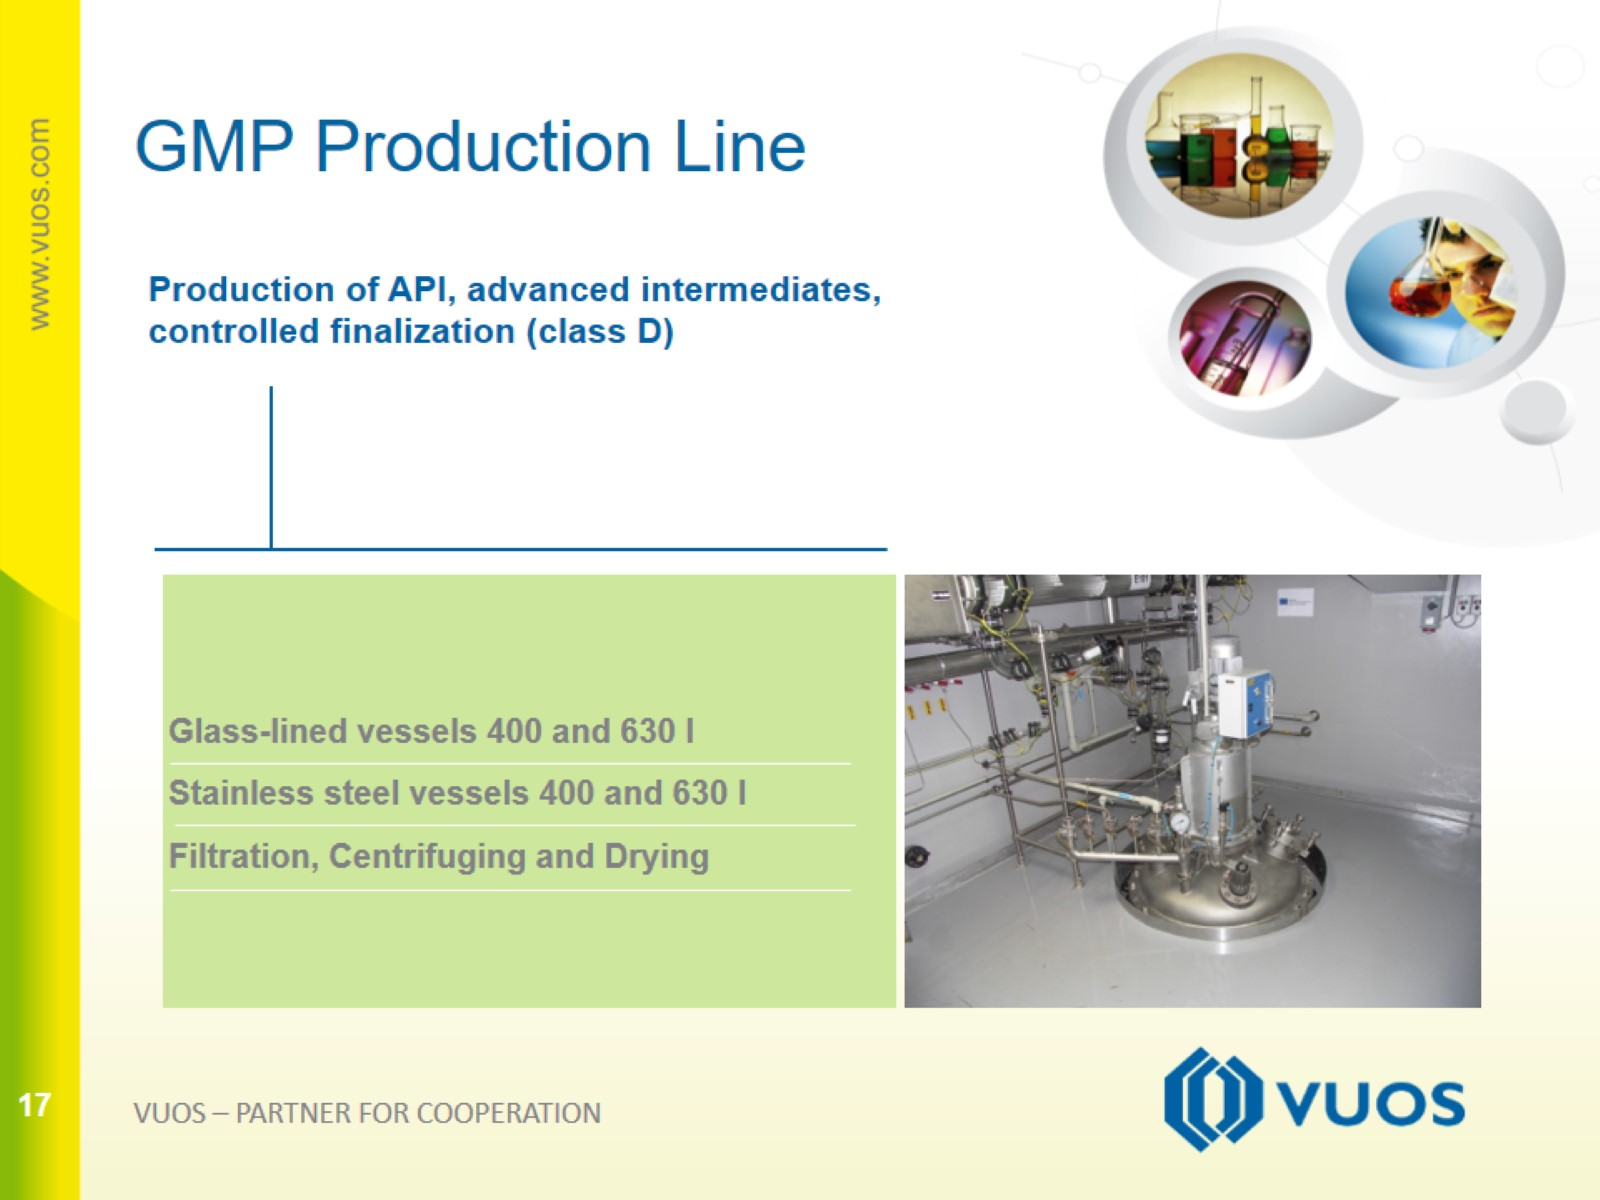 www.vuos.com
GMP Production Line
Production of API, advanced intermediates,
controlled finalization (class D)
Glass-lined vessels 400 and 630 l
Stainless steel vessels 400 and 630 l
Filtration, Centrifuging and Drying
17
VUOS – PARTNER FOR COOPERATION
VUOS